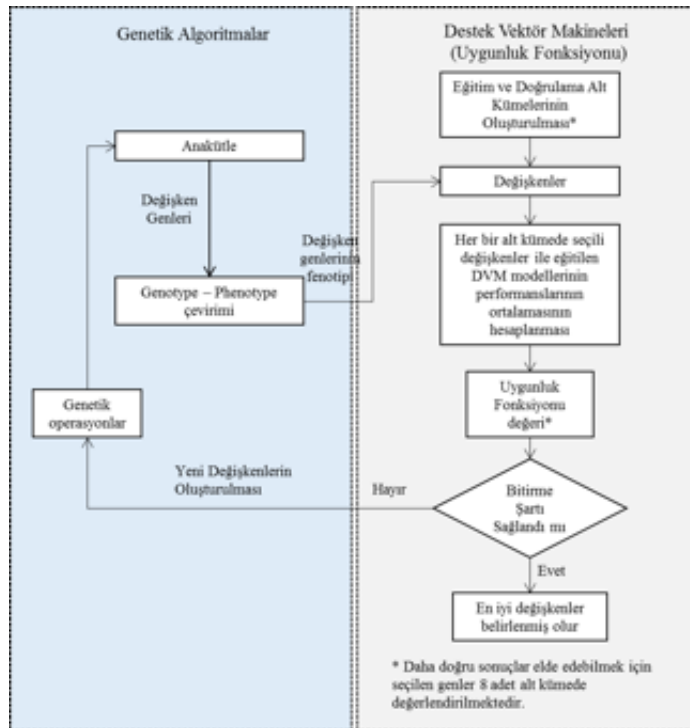 Genetik Algoritmalar
Anakütle
Değişken
Genleri
Değişken
genlerinin
fenotipi
Genotype – Phenotype
çevirimi
Genetik
operasyonlar
Yeni Değişkenlerin
Oluşturulması
Destek Vektör Makineleri
(Uygunluk Fonksiyonu)
Eğitim ve Doğrulama Alt
Kümelerinin
Oluşturulması*
Değişkenler
Her bir alt kümede seçili
değişkenler ile eğitilen
DVM modellerinin
performanslarının
ortalamasının
hesaplanması
Uygunluk
Fonksiyonu
değeri*
Bitirme
Şartı
Sağlandı mı
Hayır
Evet
En iyi değişkenler
belirlenmiş olur
* Daha doğru sonuçlar elde edebilmek için
seçilen genler 8 adet alt kümede
değerlendirilmektedir.